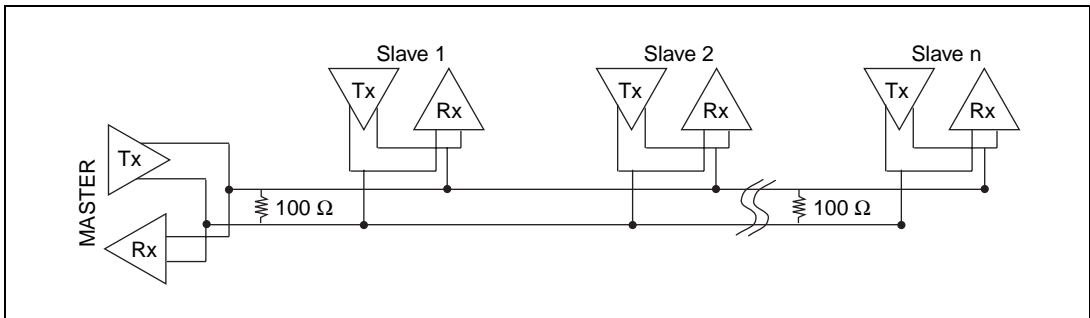 Slave 1
Slave 2
Slave n
Tx
Rx
Tx
Rx
Tx
Rx
MASTER
Tx
Rx
100 Ω
100 Ω